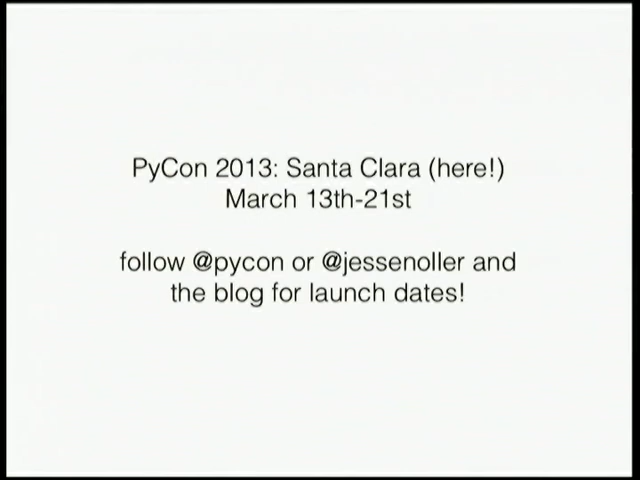 PyCon 2013: Santa Clara (here!)
March 13th-21st
follow @pycon or @jessenoller and
the blog for launch dates!